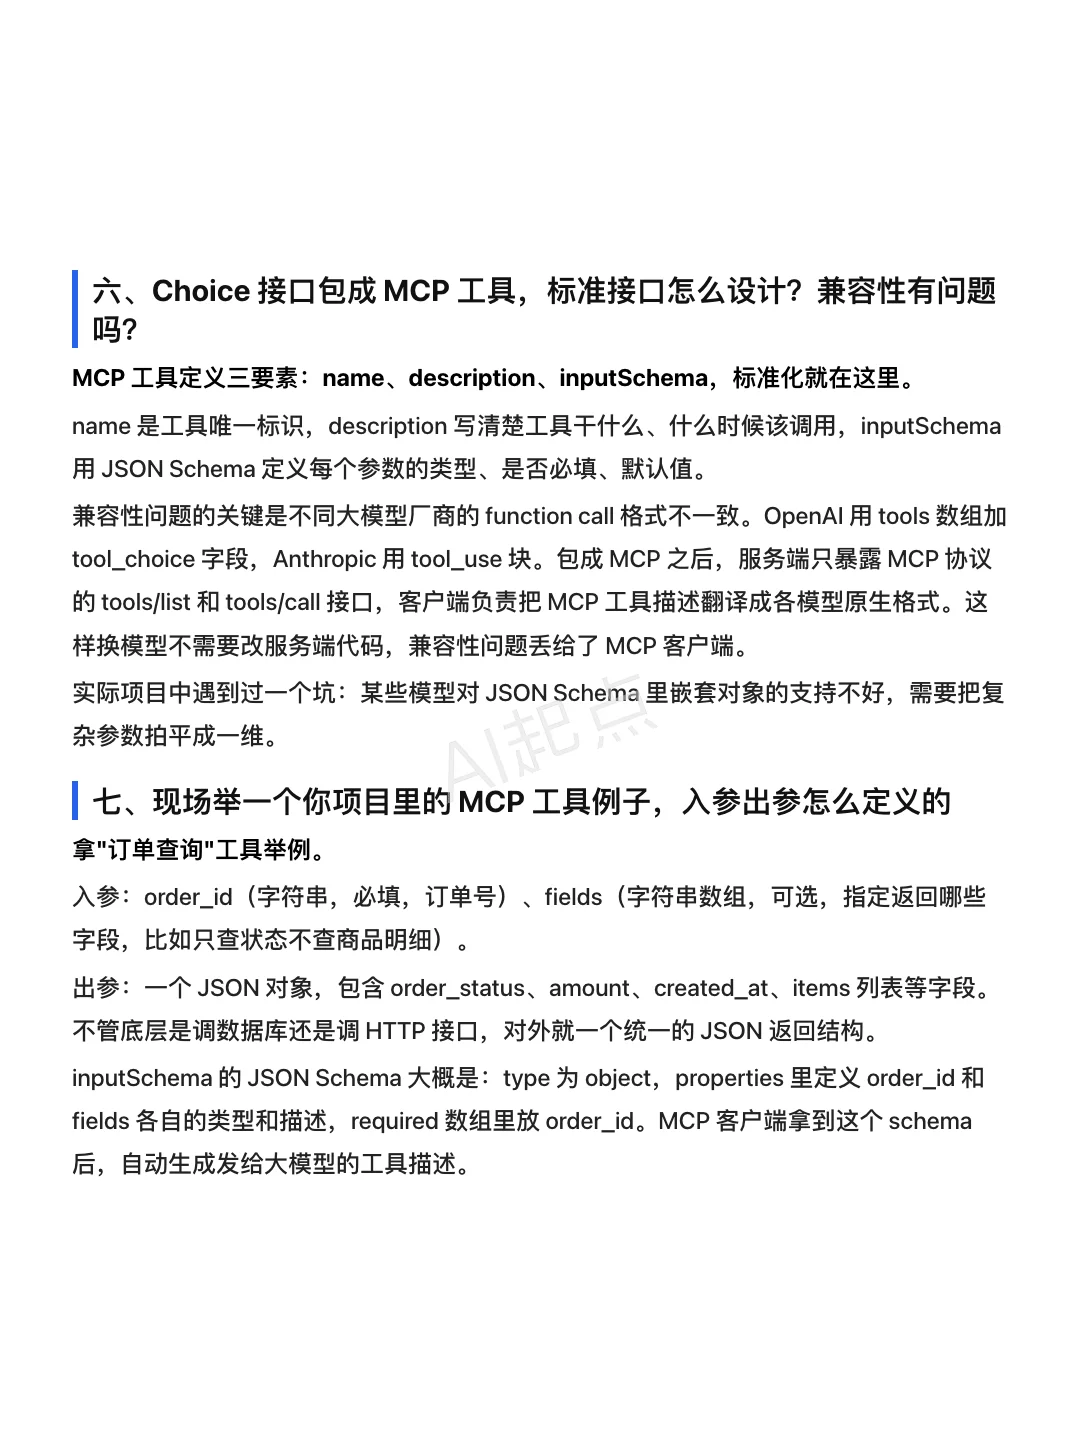 六、Choice 接口包成 MCP 工具，标准接口怎么设计？兼容性有问题
吗？
MCP 工具定义三要素：name、description、inputSchema，标准化就在这里。
name 是工具唯一标识，description 写清楚工具干什么、什么时候该调用，inputSchema
用 JSON Schema 定义每个参数的类型、是否必填、默认值。
兼容性问题的关键是不同大模型厂商的 function call 格式不一致。OpenAI 用 tools 数组加
tool_choice 字段，Anthropic 用 tool_use 块。包成 MCP 之后，服务端只暴露 MCP 协议
的 tools/list 和 tools/call 接口，客户端负责把 MCP 工具描述翻译成各模型原生格式。这
样换模型不需要改服务端代码，兼容性问题丢给了 MCP 客户端。
实际项目中遇到过一个坑：某些模型对 JSON Schema 里嵌套对象的支持不好，需要把复
杂参数拍平成一维。
AI起点
七、现场举一个你项目里的 MCP 工具例子，入参出参怎么定义的
拿"订单查询"工具举例。
入参：order_id（字符串，必填，订单号）、fields（字符串数组，可选，指定返回哪些
字段，比如只查状态不查商品明细）。
出参：一个 JSON 对象，包含 order_status、amount、created_at、items 列表等字段。
不管底层是调数据库还是调 HTTP 接口，对外就一个统一的 JSON 返回结构。
inputSchema 的 JSON Schema 大概是：type 为 object，properties 里定义 order_id 和
fields 各自的类型和描述，required 数组里放 order_id。MCP 客户端拿到这个 schema
后，自动生成发给大模型的工具描述。